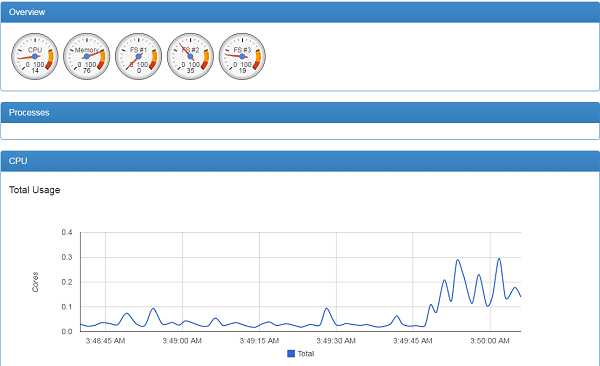 Overview
CPU Memory FS #1 FS #2 FS #3
0 100 0 100 0 100 0 100 0 100
14 76 0 35 19
Processes
CPU
Total Usage
0.4
0.3
0.2
0.1
0.0
Cores
3:48:45 AM 3:49:00 AM 3:49:15 AM 3:49:30 AM 3:49:45 AM 3:50:00 AM
Total